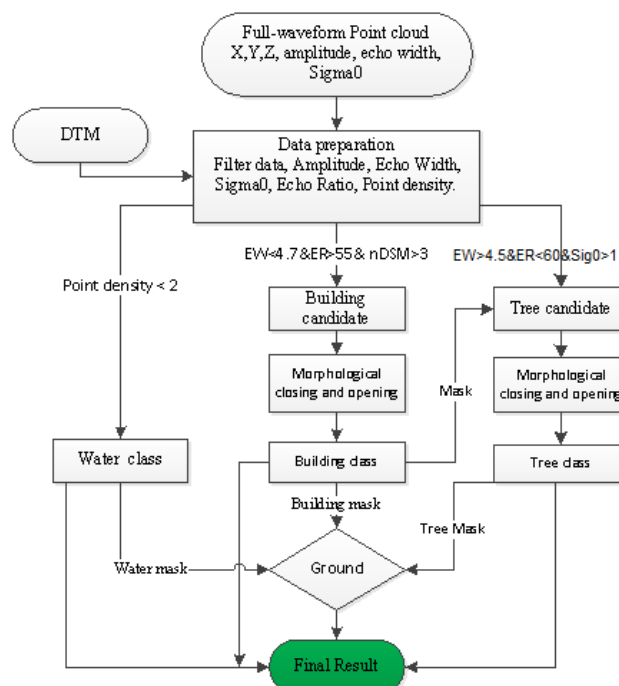 Full-waveform Point cloud
X,Y,Z, amplitude, echo width,
Sigma0
DTM
Data preparation
Filter data, Amplitude, Echo Width,
Sigma0, Echo Ratio, Point density.
EW<4.7&ER>55& nDSM>3
EW>4.5&ER<60&Sig0>1
Point density < 2
Building
candidate
Tree candidate
Morphological
closing and opening
Mask
Morphological
closing and opening
Water class
Building class
Tree class
Building mask
Tree Mask
Water mask
Ground
Final Result